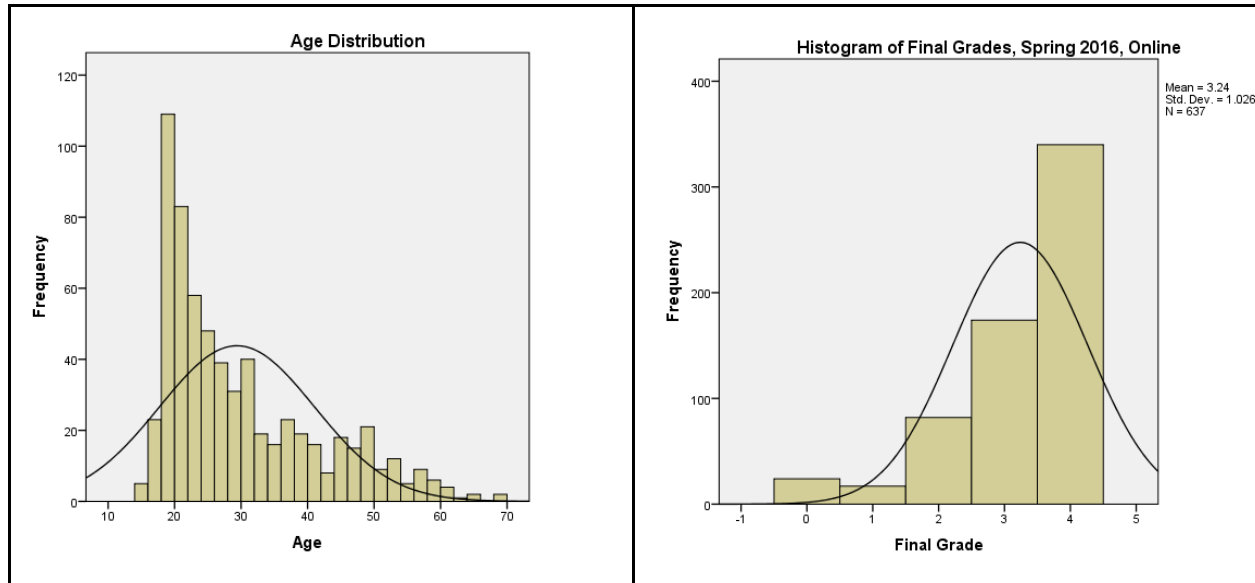 Age Distribution
120
100
80
60
40
20
0
Frequency
10 20 30 40 50 60 70
Age
Histogram of Final Grades, Spring 2016, Online
Mean = 3.24
Std. Dev. = 1.026
N = 637
400
300
200
100
0
Frequency
-1 0 1 2 3 4 5
Final Grade